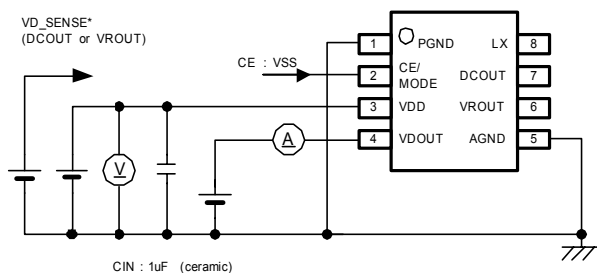 VD_SENSE*
(DCOUT or VROUT)
CE : VSS
1 PGND LX 8
2 CE/MODE DCOUT 7
3 VDD VROUT 6
4 VDOUT AGND 5
V
A
CIN : 1uF (ceramic)